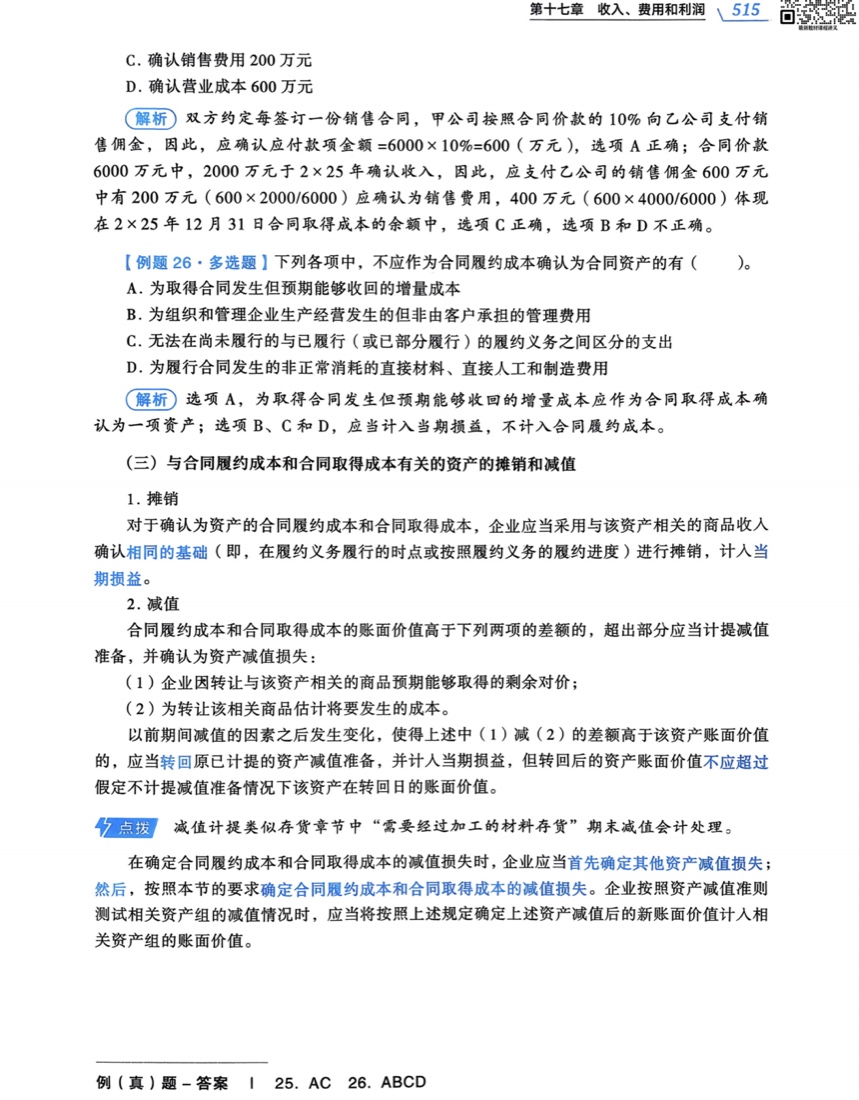 第十七章 收入、费用和利润 515
C. 确认销售费用 200 万元
D. 确认营业成本 600 万元
解析 双方约定每签订一份销售合同，甲公司按照合同价款的 10% 向乙公司支付销
售佣金，因此，应确认应付款项金额 =6000×10%=600（万元），选项 A 正确；合同价款
6000 万元中，2000 万元于 2×25 年确认收入，因此，应支付乙公司的销售佣金 600 万元
中有 200 万元（600×2000/6000）应确认为销售费用，400 万元（600×4000/6000）体现
在 2×25 年 12 月 31 日合同取得成本的余额中，选项 C 正确，选项 B 和 D 不正确。
【例题 26·多选题】下列各项中，不应作为合同履约成本确认为合同资产的有（ ）。
A. 为取得合同发生但预期能够收回的增量成本
B. 为组织和管理企业生产经营发生的但非由客户承担的管理费用
C. 无法在尚未履行的与已履行（或已部分履行）的履约义务之间区分的支出
D. 为履行合同发生的非正常消耗的直接材料、直接人工和制造费用
解析 选项 A，为取得合同发生但预期能够收回的增量成本应作为合同取得成本确
认为一项资产；选项 B、C 和 D，应当计入当期损益，不计入合同履约成本。
（三）与合同履约成本和合同取得成本有关的资产的摊销和减值
1. 摊销
对于确认为资产的合同履约成本和合同取得成本，企业应当采用与该资产相关的商品收入
确认相同的基础（即，在履约义务履行的时点或按照履约义务的履约进度）进行摊销，计入当
期损益。
2. 减值
合同履约成本和合同取得成本的账面价值高于下列两项的差额的，超出部分应当计提减值
准备，并确认为资产减值损失：
（1）企业因转让与该资产相关的商品预期能够取得的剩余对价；
（2）为转让该相关商品估计将要发生的成本。
以前期间减值的因素之后发生变化，使得上述中（1）减（2）的差额高于该资产账面价值
的，应当转回原已计提的资产减值准备，并计入当期损益，但转回后的资产账面价值不应超过
假定不计提减值准备情况下该资产在转回日的账面价值。
点拨 减值计提类似存货章节中“需要经过加工的材料存货”期末减值会计处理。
在确定合同履约成本和合同取得成本的减值损失时，企业应当首先确定其他资产减值损失；
然后，按照本节的要求确定合同履约成本和合同取得成本的减值损失。企业按照资产减值准则
测试相关资产组的减值情况时，应当将按照上述规定确定上述资产减值后的新账面价值计入相
关资产组的账面价值。
例（真）题－答案 | 25. AC 26. ABCD